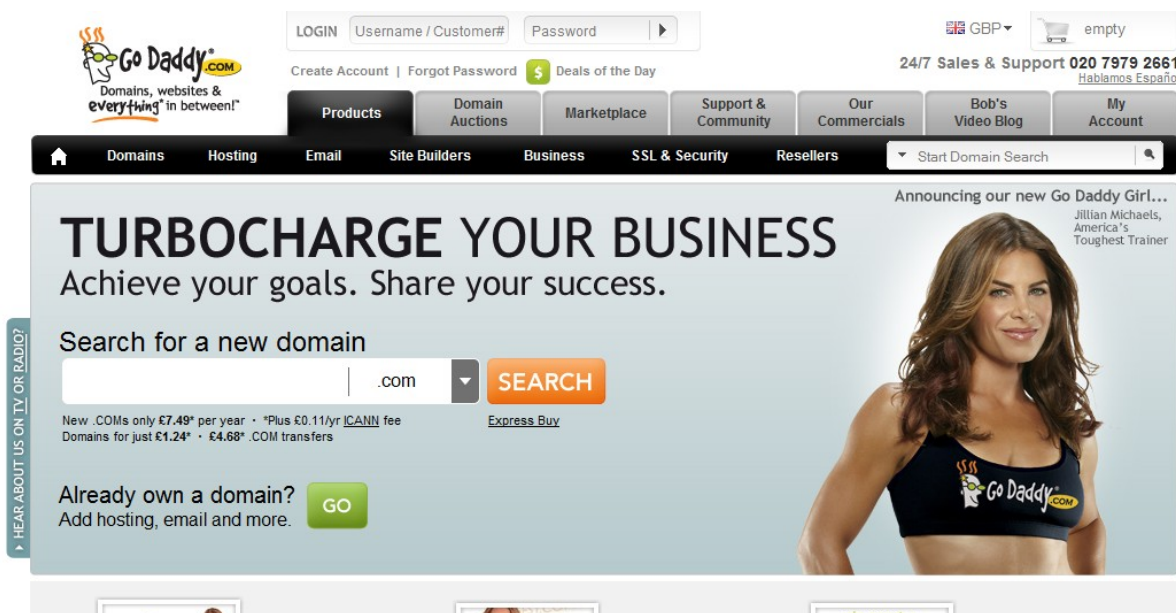 Go Daddy.COM
Domains, websites &
everything* in between!™
LOGIN Username / Customer# Password
GBP empty
Create Account | Forgot Password $ Deals of the Day
24/7 Sales & Support 020 7979 2661
Hablamos Españo
Products
Domain
Auctions
Marketplace
Support &
Community
Our
Commercials
Bob's
Video Blog
My
Account
Domains Hosting Email Site Builders Business SSL & Security Resellers Start Domain Search
Announcing our new Go Daddy Girl...
Jillian Michaels,
America's
Toughest Trainer
TURBOCHARGE YOUR BUSINESS
Achieve your goals. Share your success.
Search for a new domain
.com SEARCH
New .COMs only £7.49* per year · *Plus £0.11/yr ICANN fee Express Buy
Domains for just £1.24* · £4.68* .COM transfers
Already own a domain? GO
Add hosting, email and more.
HEAR ABOUT US ON TV OR RADIO?
Go Daddy.COM